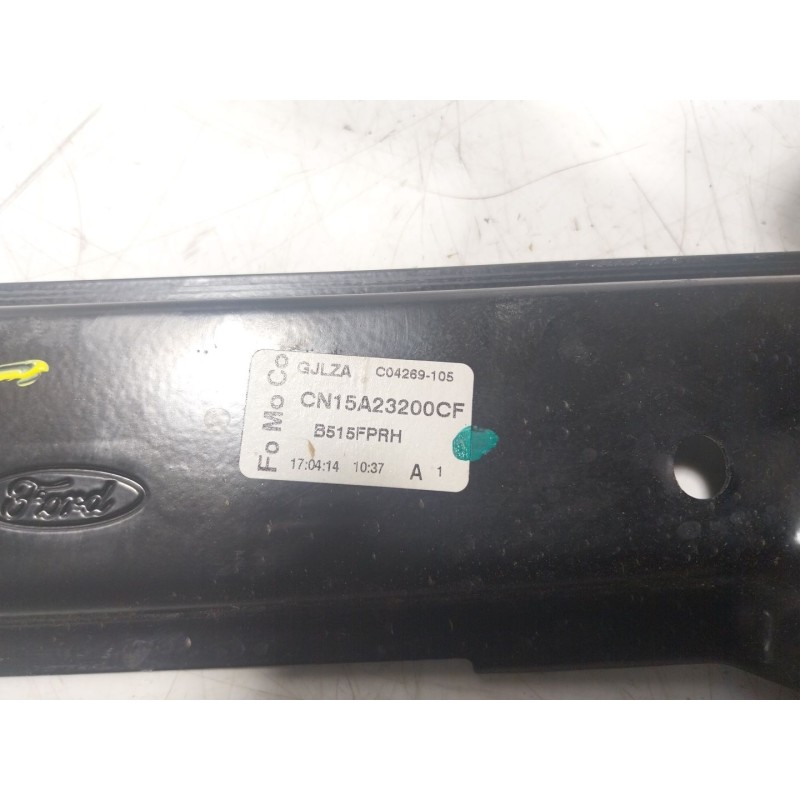 Fo Mo Co
GJLZA C04269-105
CN15A23200CF
B515FPRH
17:04:14 10:37 A 1
Ford